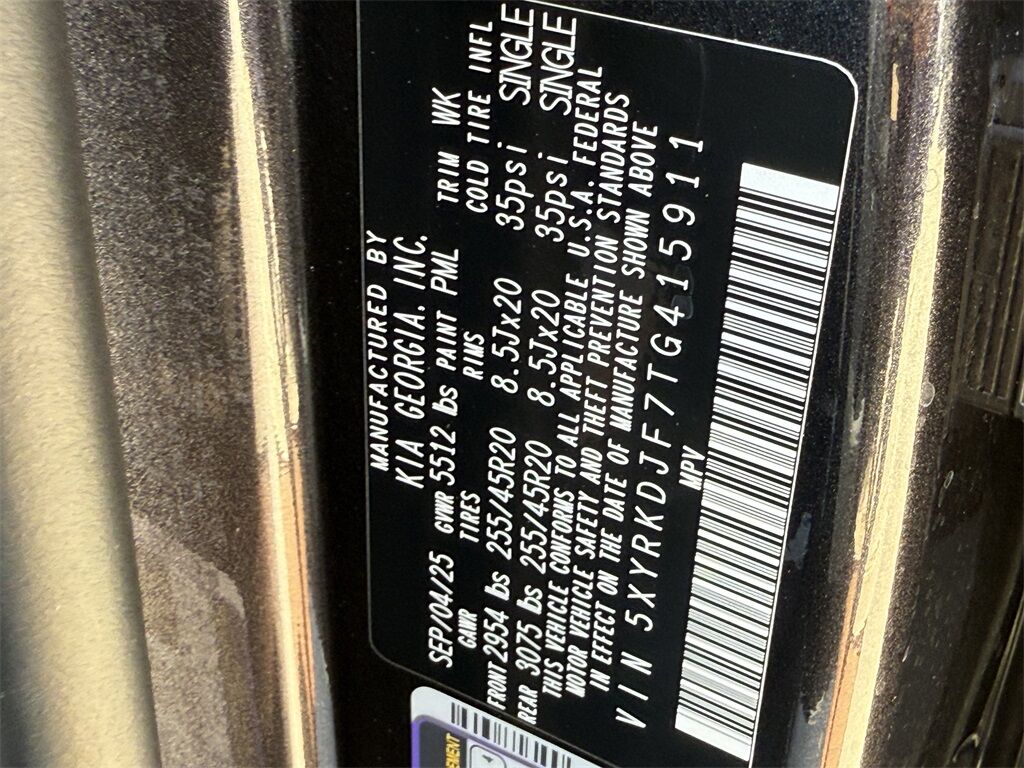 MANUFACTURED BY
KIA GEORGIA, INC.
SEP/04/25 GVWR 5512 lbs PAINT PML TRIM WK
GAWR TIRES RIMS COLD TIRE INFL
FRONT 2954 lbs 255/45R20 8.5Jx20 35psi SINGLE
REAR 3075 lbs 255/45R20 8.5Jx20 35psi SINGLE
THIS VEHICLE CONFORMS TO ALL APPLICABLE U.S.A. FEDERAL
MOTOR VEHICLE SAFETY AND THEFT PREVENTION STANDARDS
IN EFFECT ON THE DATE OF MANUFACTURE SHOWN ABOVE
VIN 5XYRKDJF7TG415911
MPV